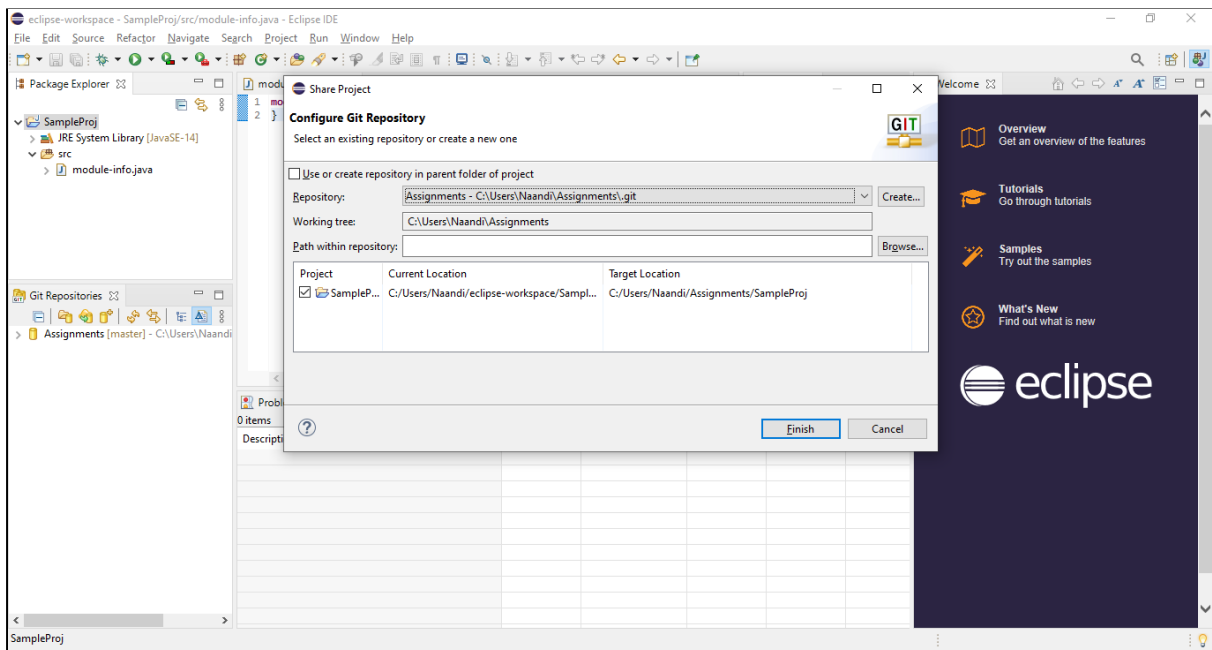 eclipse-workspace - SampleProj/src/module-info.java - Eclipse IDE
File Edit Source Refactor Navigate Search Project Run Window Help
Package Explorer
SampleProj
JRE System Library [JavaSE-14]
src
module-info.java
Git Repositories
Assignments [master] - C:\Users\Naandi
modu
1 mo
2 }
Share Project
Configure Git Repository
Select an existing repository or create a new one
GIT
Use or create repository in parent folder of project
Repository: Assignments - C:\Users\Naandi\Assignments\.git Create...
Working tree: C:\Users\Naandi\Assignments
Path within repository: Browse...
Project Current Location Target Location
SampleP... C:/Users/Naandi/eclipse-workspace/Sampl... C:/Users/Naandi/Assignments/SampleProj
Finish Cancel
Probl
0 items
Descripti
Welcome
Overview
Get an overview of the features
Tutorials
Go through tutorials
Samples
Try out the samples
What's New
Find out what is new
eclipse
SampleProj